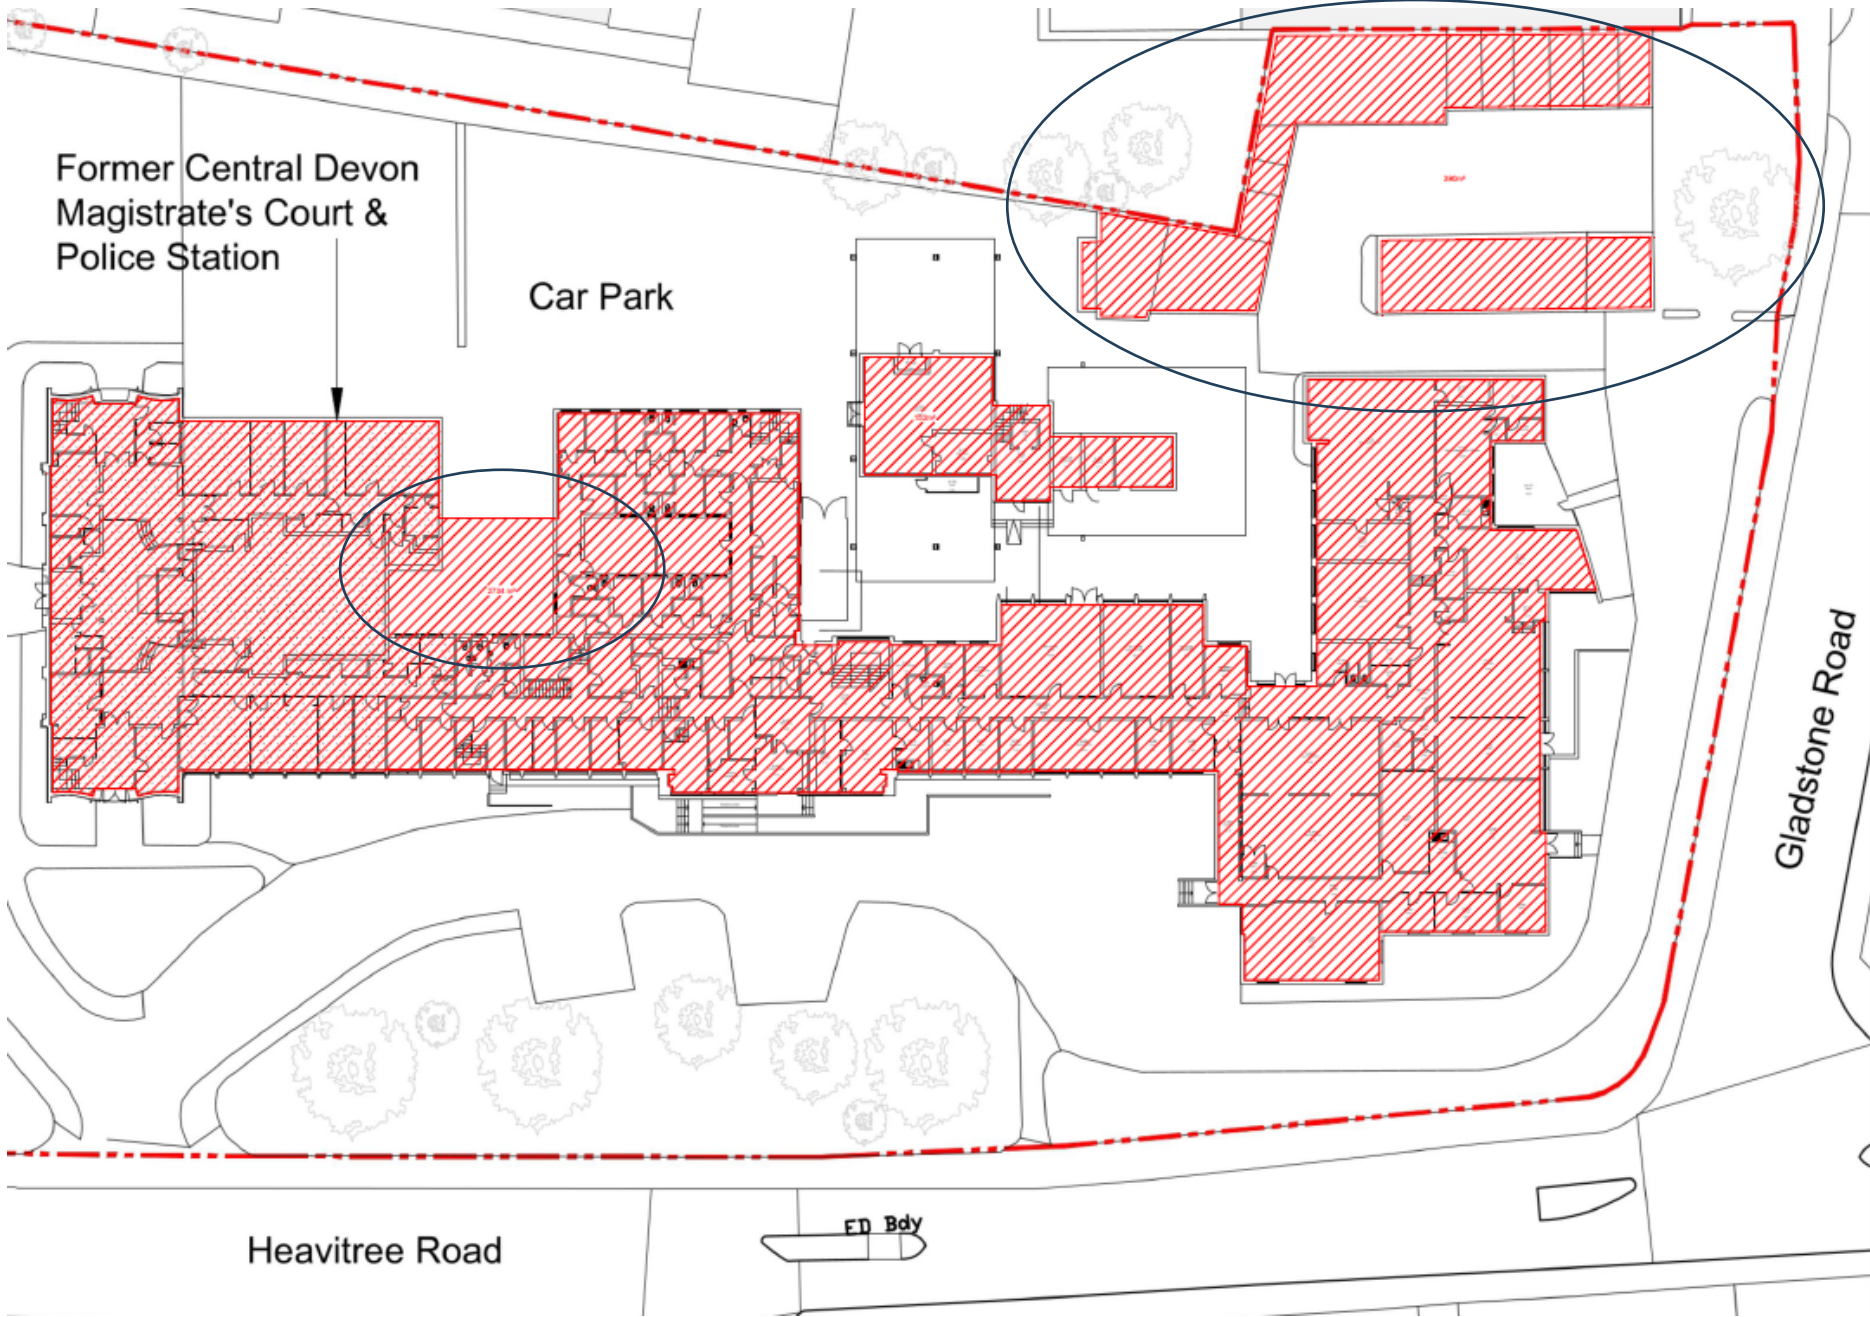 Former Central Devon
Magistrate's Court &
Police Station
Car Park
Gladstone Road
ED Bdy
Heavitree Road